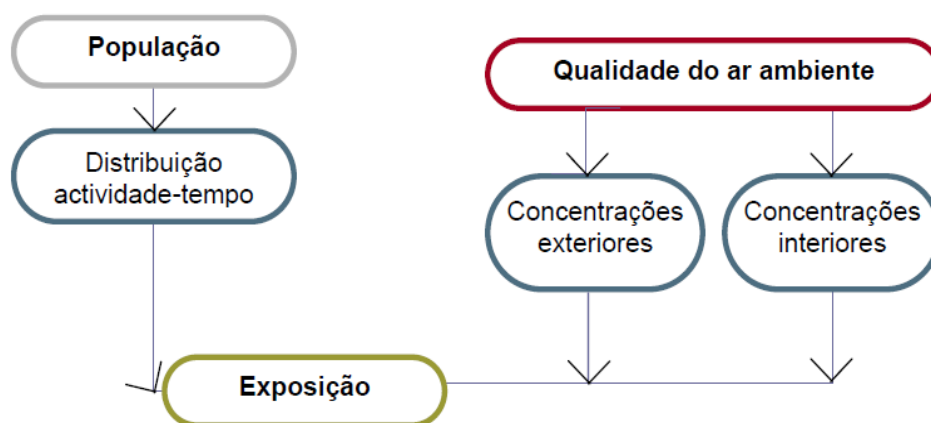 População
Qualidade do ar ambiente
Distribuição
actividade-tempo
Concentrações
exteriores
Concentrações
interiores
Exposição